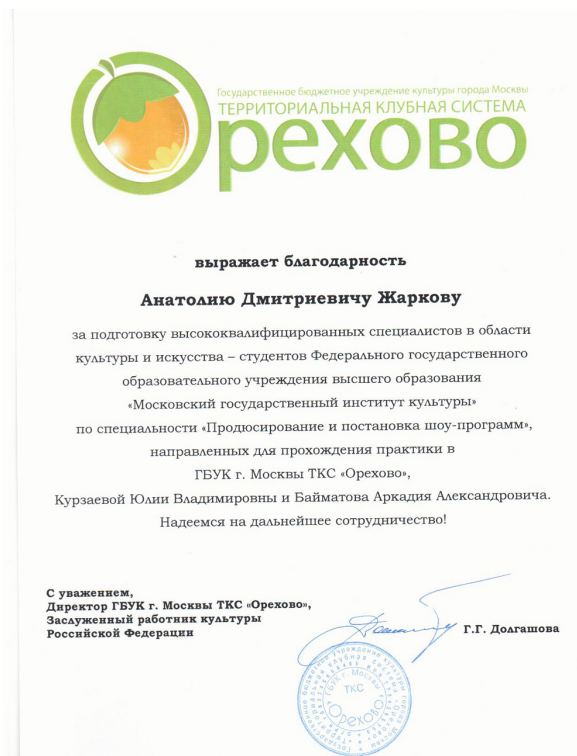 Государственное бюджетное учреждение культуры города Москвы
ТЕРРИТОРИАЛЬНАЯ КЛУБНАЯ СИСТЕМА
Орехово
выражает благодарность
Анатолию Дмитриевичу Жаркову
за подготовку высококвалифицированных специалистов в области
культуры и искусства – студентов Федерального государственного
образовательного учреждения высшего образования
«Московский государственный институт культуры»
по специальности «Продюсирование и постановка шоу-программ»,
направленных для прохождения практики в
ГБУК г. Москвы ТКС «Орехово»,
Курзаевой Юлии Владимировны и Байматова Аркадия Александровича.
Надеемся на дальнейшее сотрудничество!
С уважением,
Директор ГБУК г. Москвы ТКС «Орехово»,
Заслуженный работник культуры
Российской Федерации
Г.Г. Долгашова
ГБУК г. Москвы
ТКС
«Орехово»